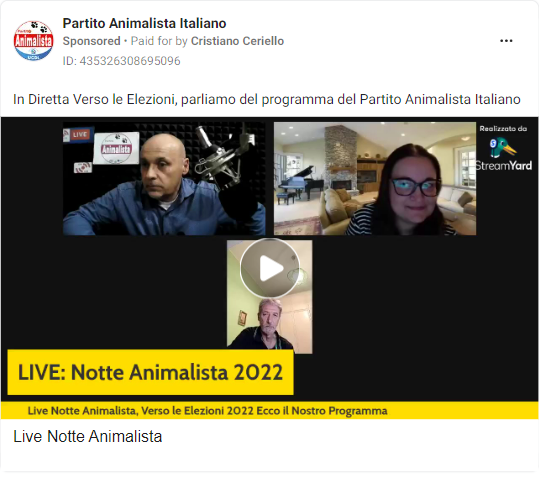 Partito Animalista Italiano
Sponsored • Paid for by Cristiano Ceriello
ID: 435326308695096
In Diretta Verso le Elezioni, parliamo del programma del Partito Animalista Italiano
LIVE
Animalista
Realizzato da
StreamYard
LIVE: Notte Animalista 2022
Live Notte Animalista, Verso le Elezioni 2022 Ecco il Nostro Programma
Live Notte Animalista